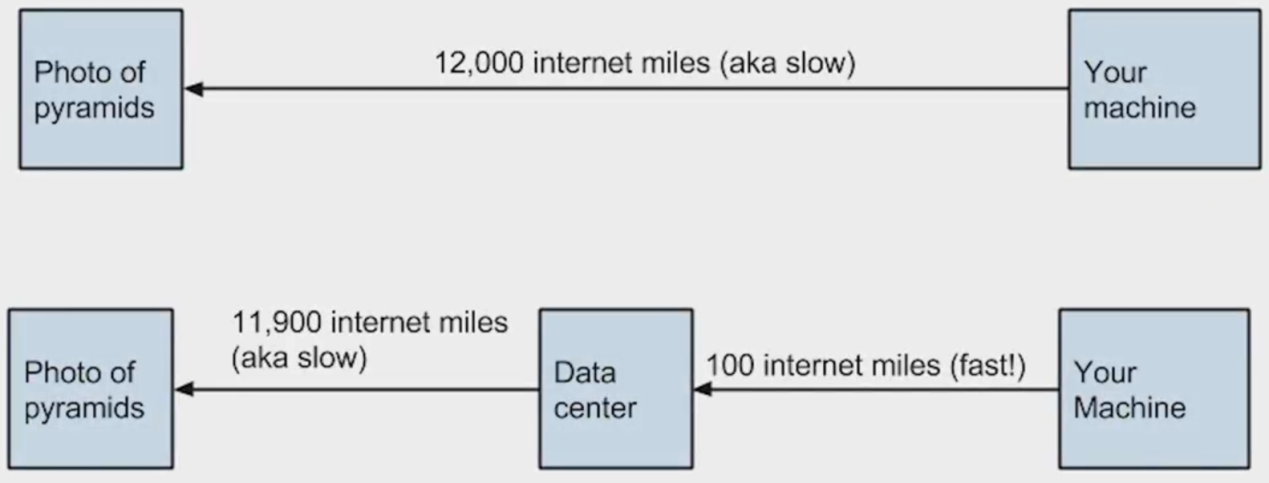 12,000 internet miles (aka slow)
Photo of
pyramids
Your
machine
11,900 internet miles
(aka slow)
100 internet miles (fast!)
Photo of
pyramids
Data
center
Your
Machine